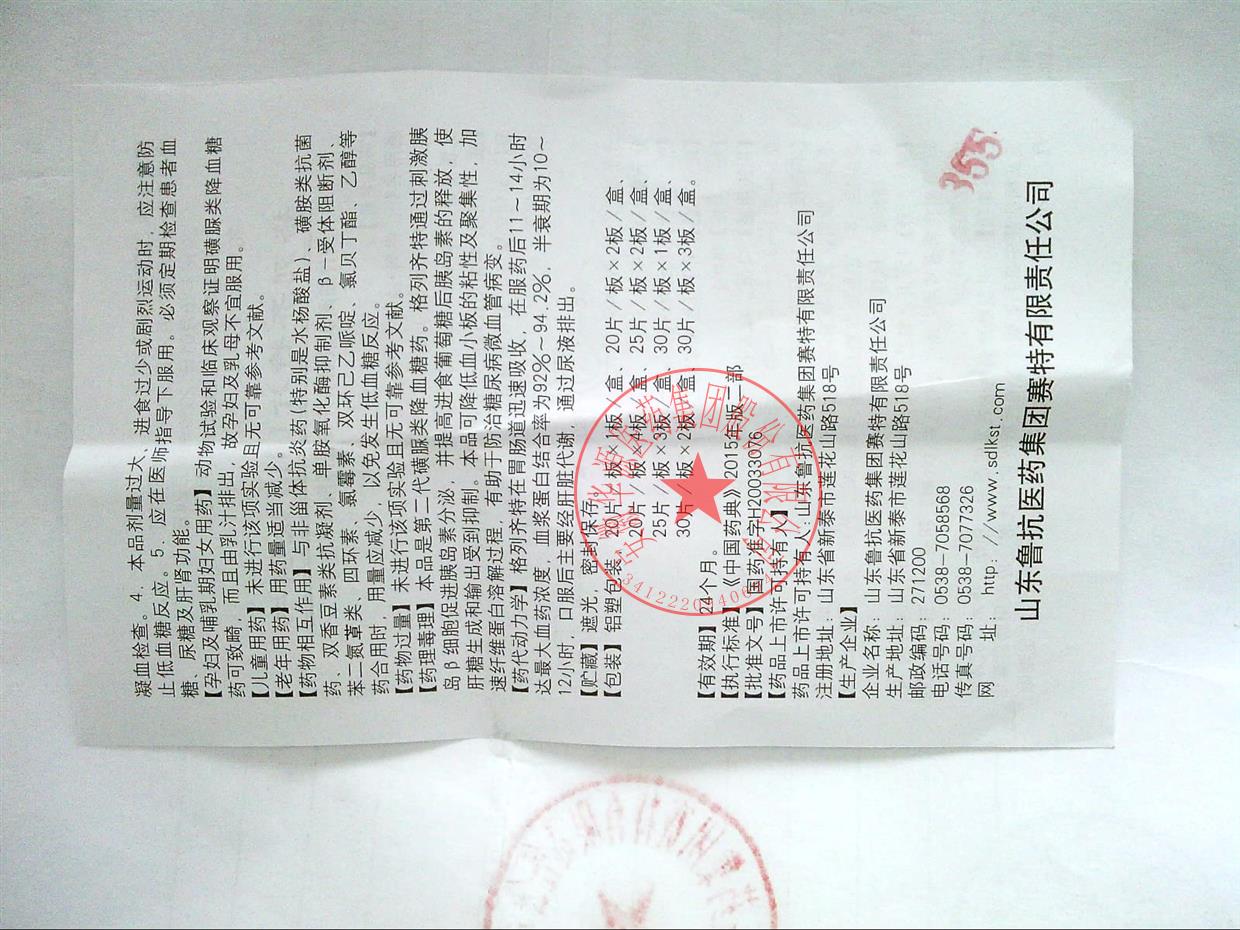 凝血检查。4、本品剂量过大、进食过少或剧烈运动时，应注意防
止低血糖反应。5、应在医师指导下服用。必须定期检查患者血
糖、尿糖及肝肾功能。
【孕妇及哺乳期妇女用药】动物试验和临床观察证明磺脲类降血糖
药可致畸，而且由乳汁排出，故孕妇及乳母不宜服用。
【儿童用药】未进行该项实验且无可靠参考文献。
【老年用药】用药量适当减少。
【药物相互作用】与非甾体抗炎药(特别是水杨酸盐)、磺胺类抗菌
药、双香豆素类抗凝剂、单胺氧化酶抑制剂、β－受体阻断剂、
苯二氮䓬类、四环素、氯霉素、双环己乙哌啶、氯贝丁酯、乙醇等
药合用时，用量应减少，以免发生低血糖反应。
【药物过量】未进行该项实验且无可靠参考文献。
【药理毒理】本品是第二代磺脲类降血糖药。格列齐特通过刺激胰
岛β细胞促进胰岛素分泌，并提高进食葡萄糖后胰岛素的释放，使
肝糖生成和输出受到抑制。本品可降低血小板的粘性及聚集性，加
速纤维蛋白溶解过程，有助于防治糖尿病微血管病变。
【药代动力学】格列齐特在胃肠道迅速吸收，在服药后11～14小时
达最大血药浓度，血浆蛋白结合率为92%～94.2%，半衰期为10～
12小时，口服后主要经肝脏代谢，通过尿液排出。
【贮藏】遮光，密封保存。
【包装】铝塑包装，20片/板×1板/盒、20片/板×2板/盒、
20片/板×4板/盒、25片/板×2板/盒、
25片/板×3板/盒、30片/板×1板/盒、
30片/板×2板/盒、30片/板×3板/盒。
【有效期】24个月。
【执行标准】《中国药典》2015年版二部
【批准文号】国药准字H20033076
【药品上市许可持有人】
药品上市许可持有人：山东鲁抗医药集团赛特有限责任公司
注册地址：山东省新泰市莲花山路518号
【生产企业】
企业名称：山东鲁抗医药集团赛特有限责任公司
生产地址：山东省新泰市莲花山路518号
邮政编码：271200
电话号码：0538－7058568
传真号码：0538－7077326
网　　址：http：//www.sdlkst.com
山东鲁抗医药集团赛特有限责任公司
355